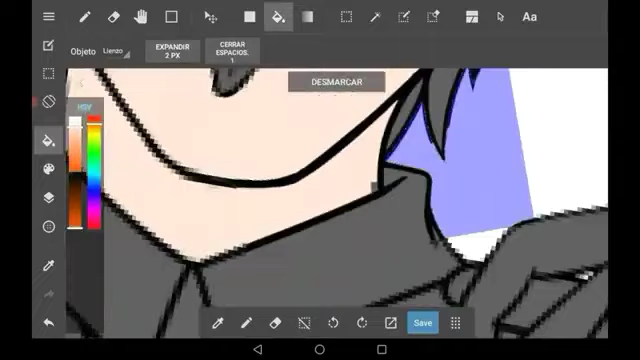 Aa
Objeto Lienzo
EXPANDIR
2 PX
CERRAR
ESPACIOS.
1
DESMARCAR
HSV
Save